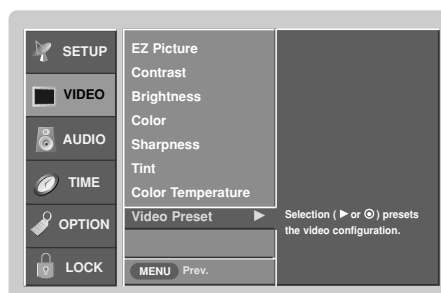 SETUP
VIDEO
AUDIO
TIME
OPTION
LOCK
EZ Picture
Contrast
Brightness
Color
Sharpness
Tint
Color Temperature
Video Preset ▶
MENU Prev.
Selection ( ▶ or ⊙ ) presets
the video configuration.